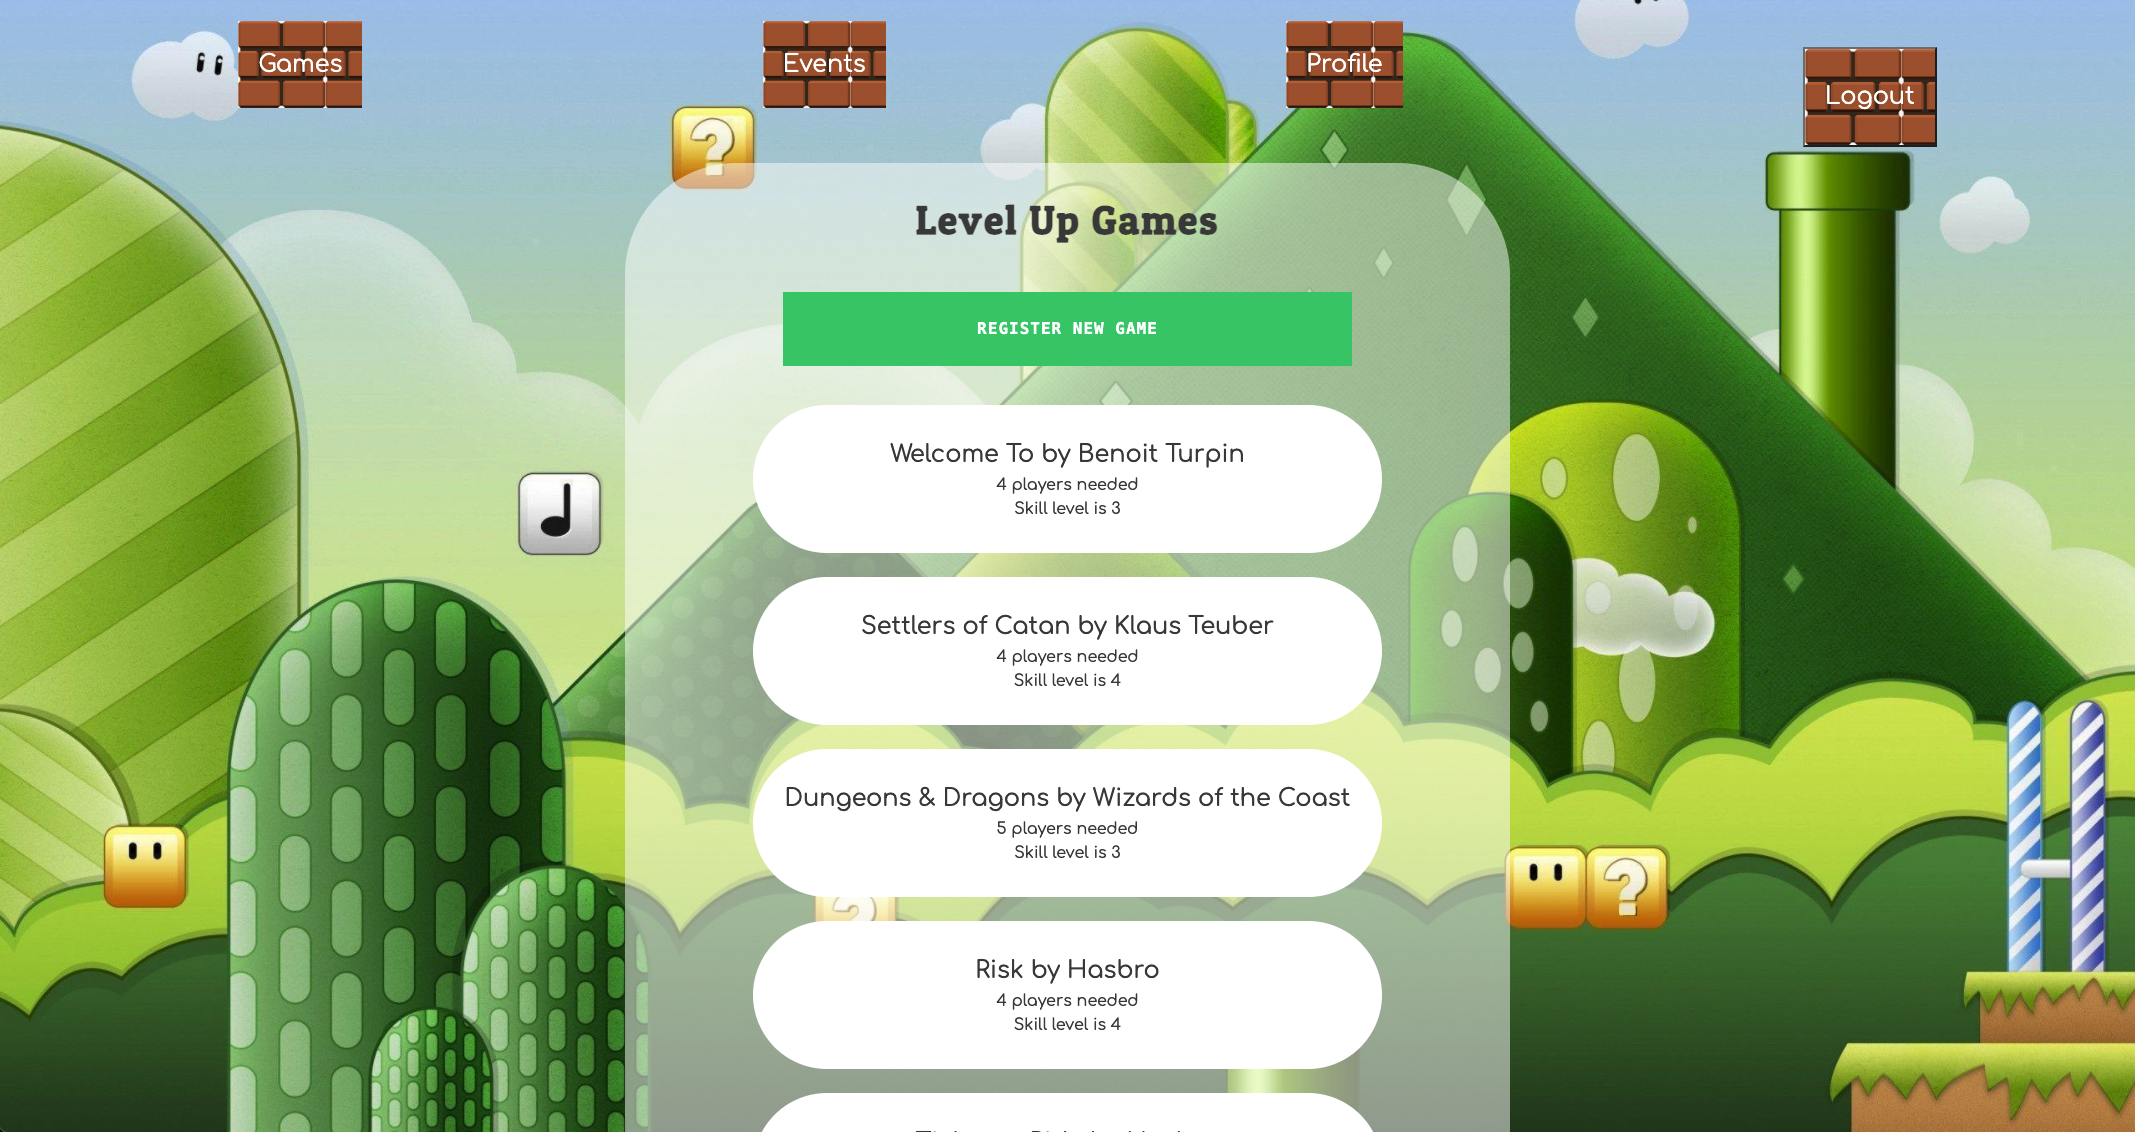 Games
Events
Profile
Logout
Level Up Games
REGISTER NEW GAME
Welcome To by Benoit Turpin
4 players needed
Skill level is 3
Settlers of Catan by Klaus Teuber
4 players needed
Skill level is 4
Dungeons & Dragons by Wizards of the Coast
5 players needed
Skill level is 3
Risk by Hasbro
4 players needed
Skill level is 4